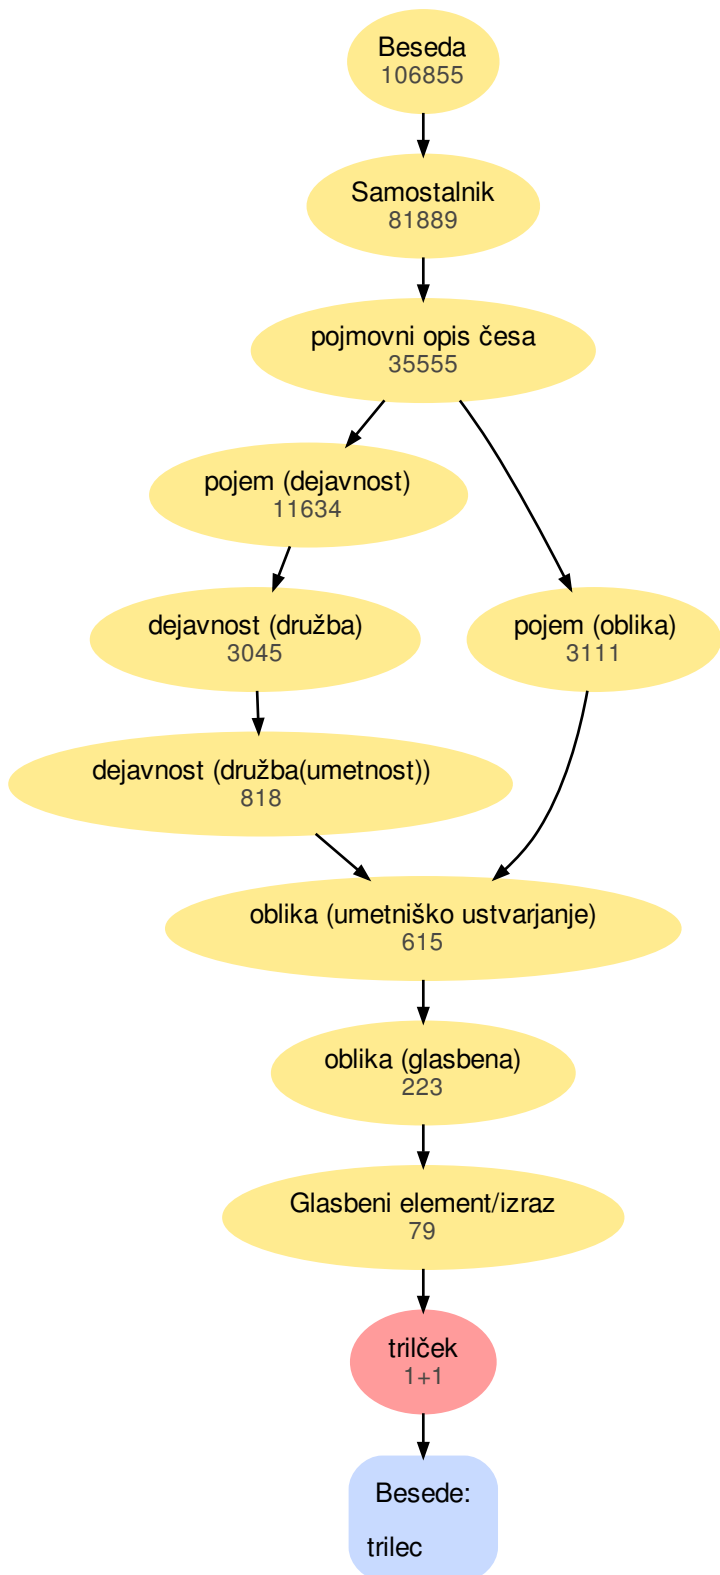 Beseda
106855
Samostalnik
81889
pojmovni opis česa
35555
pojem (dejavnost)
11634
dejavnost (družba)
3045
pojem (oblika)
3111
dejavnost (družba(umetnost))
818
oblika (umetniško ustvarjanje)
615
oblika (glasbena)
223
Glasbeni element/izraz
79
trilček
1+1
Besede:
trilec